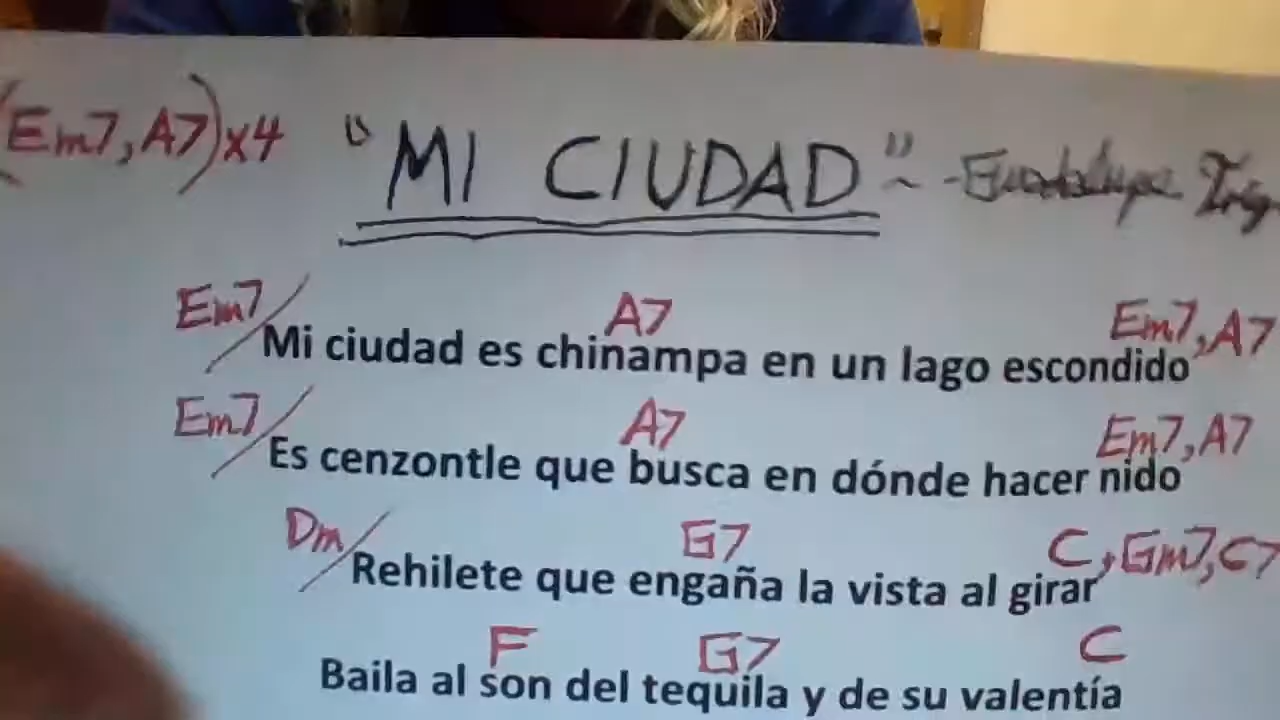 (Em7, A7)x4 "MI CIUDAD" - Guadalupe
Em7/ A7 Em7, A7
Mi ciudad es chinampa en un lago escondido
Em7/ A7 Em7, A7
Es cenzontle que busca en dónde hacer nido
Dm/ G7 C, Gm7, C7
Rehilete que engaña la vista al girar
F G7 C
Baila al son del tequila y de su valentía